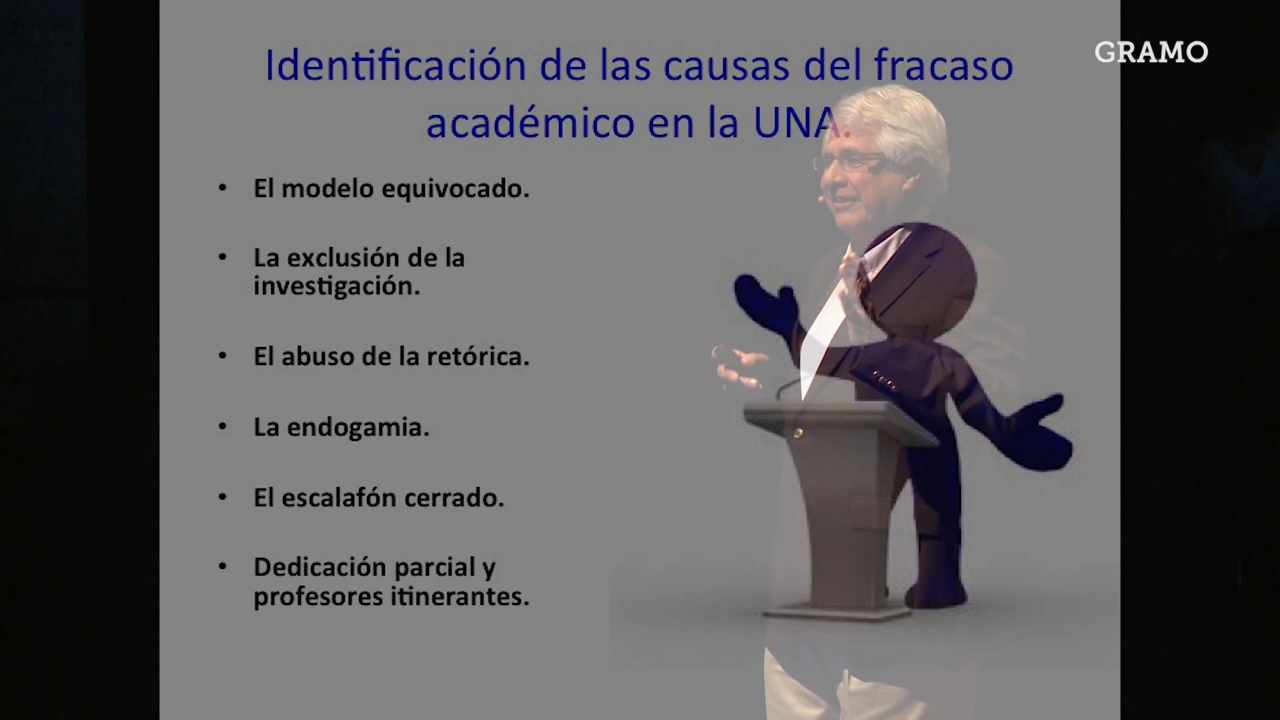 GRAMO
Identificación de las causas del fracaso
académico en la UNA.
• El modelo equivocado.
• La exclusión de la
investigación.
• El abuso de la retórica.
• La endogamia.
• El escalafón cerrado.
• Dedicación parcial y
profesores itinerantes.